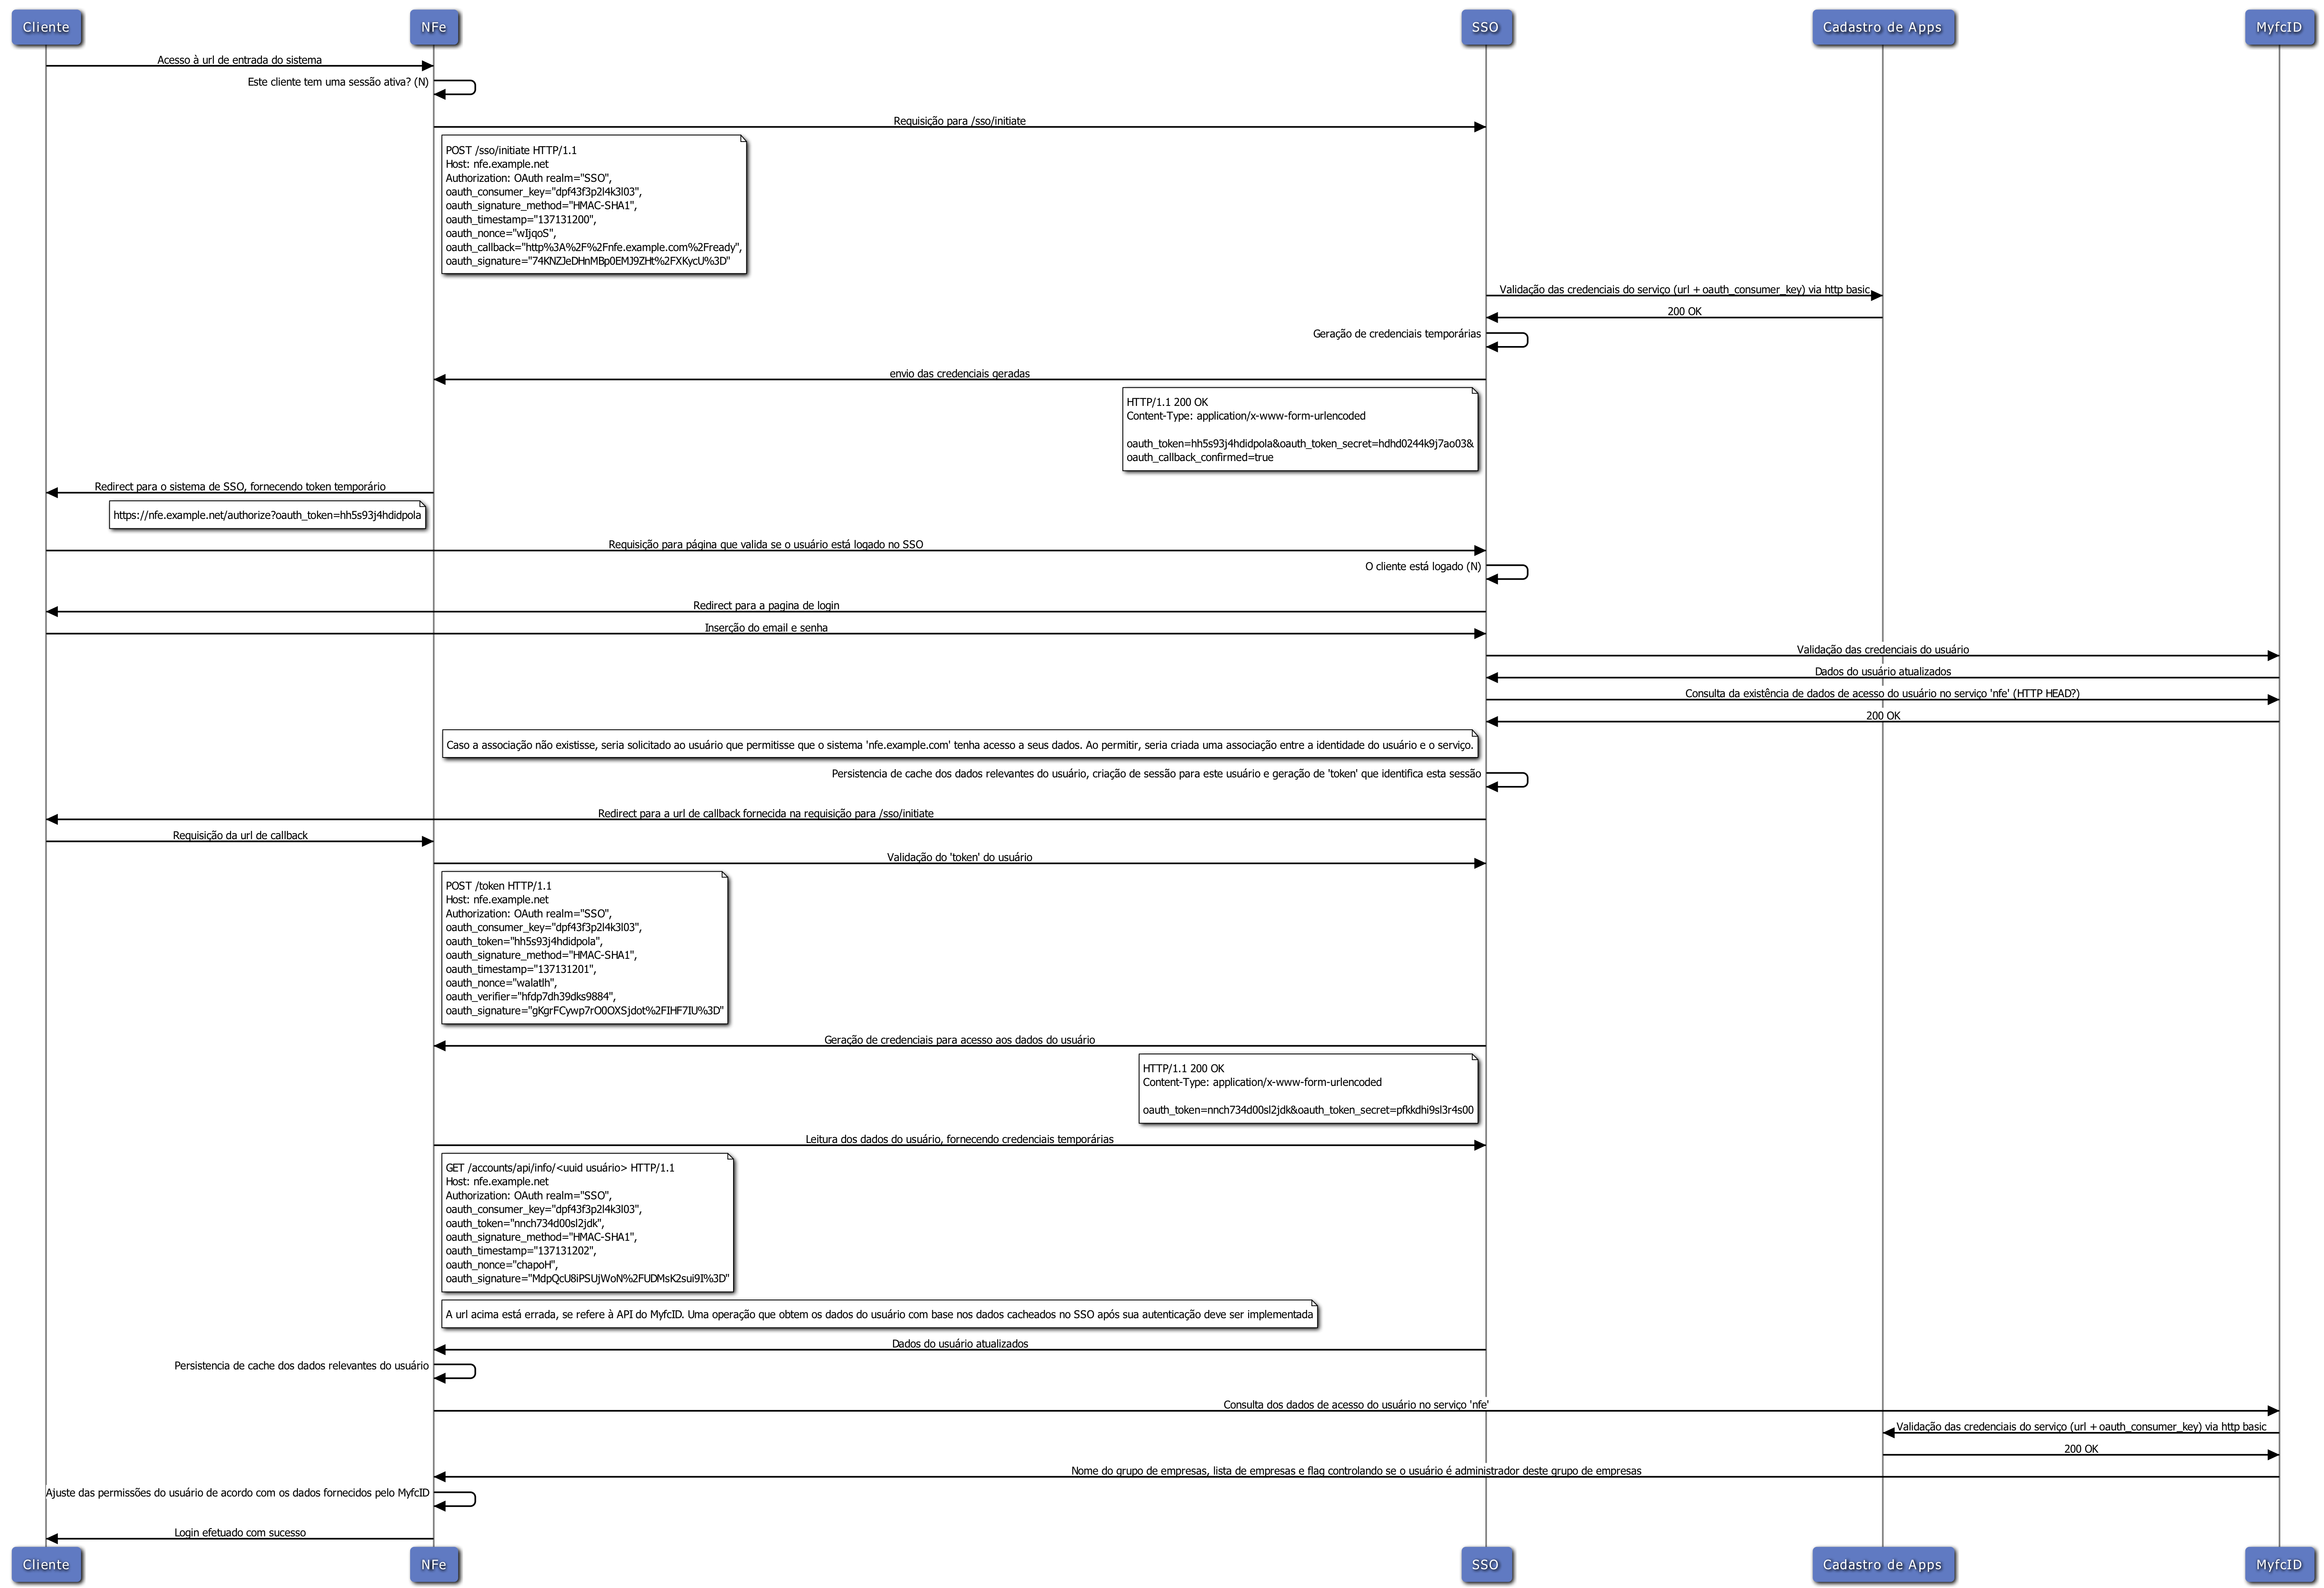 Cliente
NFe
SSO
Cadastro de Apps
MyfcID
Acesso à url de entrada do sistema
Este cliente tem uma sessão ativa? (N)
Requisição para /sso/initiate
POST /sso/initiate HTTP/1.1
Host: nfe.example.net
Authorization: OAuth realm="SSO",
oauth_consumer_key="dpf43f3p2l4k3l03",
oauth_signature_method="HMAC-SHA1",
oauth_timestamp="137131200",
oauth_nonce="wIjqoS",
oauth_callback="http%3A%2F%2Fnfe.example.com%2Fready",
oauth_signature="74KNZJeDHnMBp0EMJ9ZHt%2FXKycU%3D"
Validação das credenciais do serviço (url + oauth_consumer_key) via http basic
200 OK
Geração de credenciais temporárias
envio das credenciais geradas
HTTP/1.1 200 OK
Content-Type: application/x-www-form-urlencoded
oauth_token=hh5s93j4hdidpola&oauth_token_secret=hdhd0244k9j7ao03&
oauth_callback_confirmed=true
Redirect para o sistema de SSO, fornecendo token temporário
https://nfe.example.net/authorize?oauth_token=hh5s93j4hdidpola
Requisição para página que valida se o usuário está logado no SSO
O cliente está logado (N)
Redirect para a pagina de login
Inserção do email e senha
Validação das credenciais do usuário
Dados do usuário atualizados
Consulta da existência de dados de acesso do usuário no serviço 'nfe' (HTTP HEAD?)
200 OK
Caso a associação não existisse, seria solicitado ao usuário que permitisse que o sistema 'nfe.example.com' tenha acesso a seus dados. Ao permitir, seria criada uma associação entre a identidade do usuário e o serviço.
Persistencia de cache dos dados relevantes do usuário, criação de sessão para este usuário e geração de 'token' que identifica esta sessão
Redirect para a url de callback fornecida na requisição para /sso/initiate
Requisição da url de callback
Validação do 'token' do usuário
POST /token HTTP/1.1
Host: nfe.example.net
Authorization: OAuth realm="SSO",
oauth_consumer_key="dpf43f3p2l4k3l03",
oauth_token="hh5s93j4hdidpola",
oauth_signature_method="HMAC-SHA1",
oauth_timestamp="137131201",
oauth_nonce="walatlh",
oauth_verifier="hfdp7dh39dks9884",
oauth_signature="gKgrFCywp7rO0OXSjdot%2FIHF7IU%3D"
Geração de credenciais para acesso aos dados do usuário
HTTP/1.1 200 OK
Content-Type: application/x-www-form-urlencoded
oauth_token=nnch734d00sl2jdk&oauth_token_secret=pfkkdhi9sl3r4s00
Leitura dos dados do usuário, fornecendo credenciais temporárias
GET /accounts/api/info/<uuid usuário> HTTP/1.1
Host: nfe.example.net
Authorization: OAuth realm="SSO",
oauth_consumer_key="dpf43f3p2l4k3l03",
oauth_token="nnch734d00sl2jdk",
oauth_signature_method="HMAC-SHA1",
oauth_timestamp="137131202",
oauth_nonce="chapoH",
oauth_signature="MdpQcU8iPSUjWoN%2FUDMsK2sui9I%3D"
A url acima está errada, se refere à API do MyfcID. Uma operação que obtem os dados do usuário com base nos dados cacheados no SSO após sua autenticação deve ser implementada
Dados do usuário atualizados
Persistencia de cache dos dados relevantes do usuário
Consulta dos dados de acesso do usuário no serviço 'nfe'
Validação das credenciais do serviço (url + oauth_consumer_key) via http basic
200 OK
Nome do grupo de empresas, lista de empresas e flag controlando se o usuário é administrador deste grupo de empresas
Ajuste das permissões do usuário de acordo com os dados fornecidos pelo MyfcID
Login efetuado com sucesso
Cliente
NFe
SSO
Cadastro de Apps
MyfcID